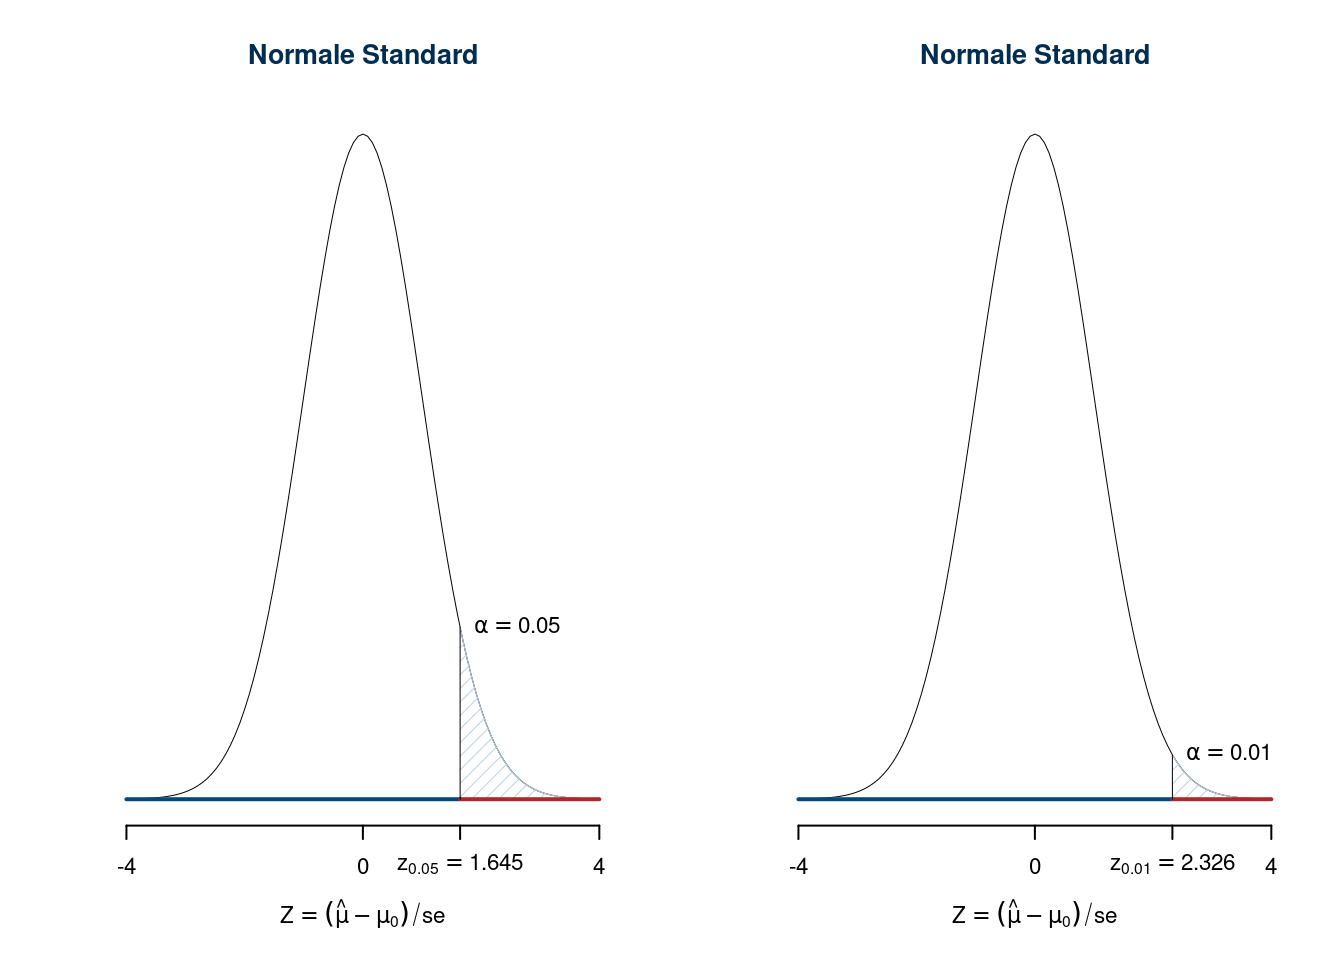 Normale Standard
α = 0.05
-4 0 z₀.₀₅ = 1.645 4
Z = (μ̂ − μ₀)/se
Normale Standard
α = 0.01
-4 0 z₀.₀₁ = 2.326 4
Z = (μ̂ − μ₀)/se